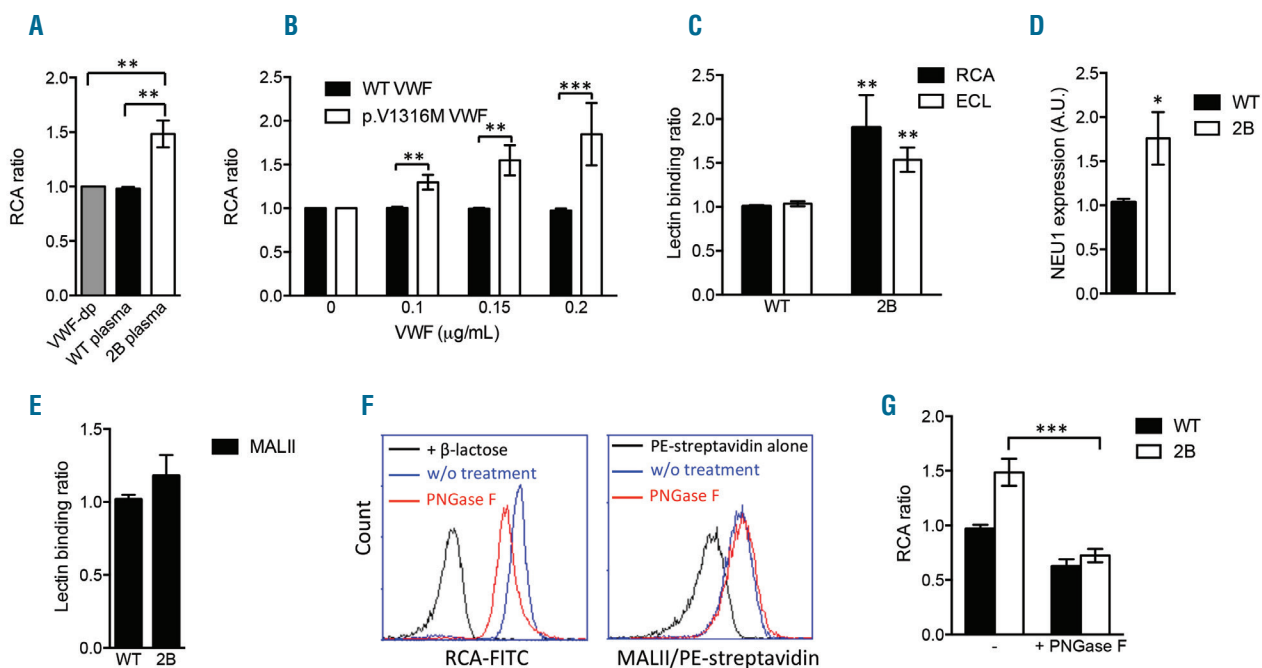 A
**
**
2.0
1.5
1.0
0.5
0.0
RCA ratio
VWF-dp
WT plasma
2B plasma
B
WT VWF
p.V1316M VWF
**
**
***
2.5
2.0
1.5
1.0
0.5
0.0
RCA ratio
0
0.1
0.15
0.2
VWF (μg/mL)
C
RCA
ECL
**
**
2.5
2.0
1.5
1.0
0.5
0.0
Lectin binding ratio
WT
2B
D
WT
2B
*
2.5
2.0
1.5
1.0
0.5
0.0
NEU1 expression (A.U.)
E
MALII
1.5
1.0
0.5
0.0
Lectin binding ratio
WT
2B
F
+ β-lactose
w/o treatment
PNGase F
Count
RCA-FITC
PE-streptavidin alone
w/o treatment
PNGase F
MALII/PE-streptavidin
G
WT
2B
***
2.0
1.5
1.0
0.5
0.0
RCA ratio
-
+ PNGase F